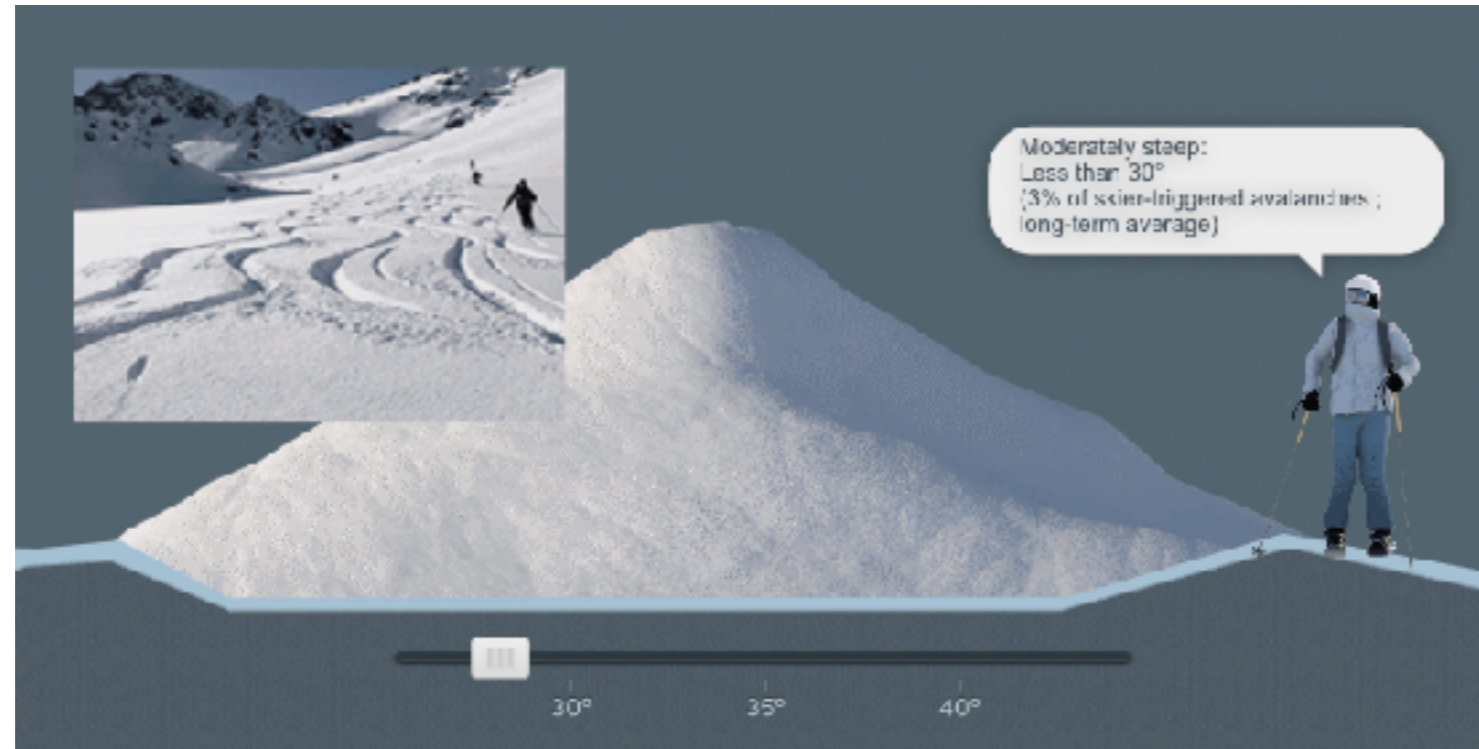 Moderately steep:
Less than 30°
(3% of skier-triggered avalanches ;
long-term average)
30°
35°
40°